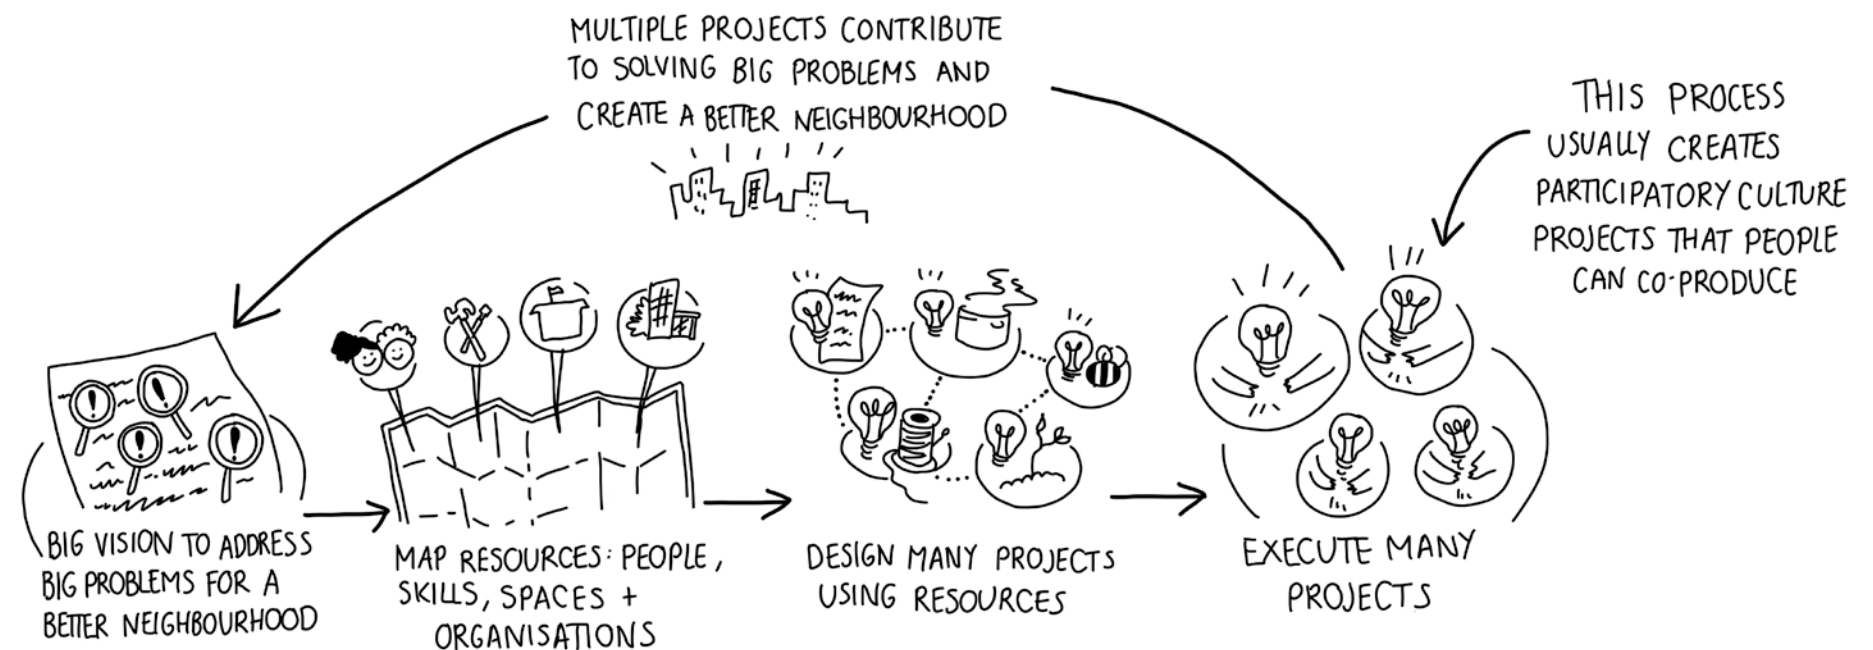 MULTIPLE PROJECTS CONTRIBUTE
TO SOLVING BIG PROBLEMS AND
CREATE A BETTER NEIGHBOURHOOD
THIS PROCESS
USUALLY CREATES
PARTICIPATORY CULTURE
PROJECTS THAT PEOPLE
CAN CO-PRODUCE
BIG VISION TO ADDRESS
BIG PROBLEMS FOR A
BETTER NEIGHBOURHOOD
MAP RESOURCES: PEOPLE,
SKILLS, SPACES +
ORGANISATIONS
DESIGN MANY PROJECTS
USING RESOURCES
EXECUTE MANY
PROJECTS